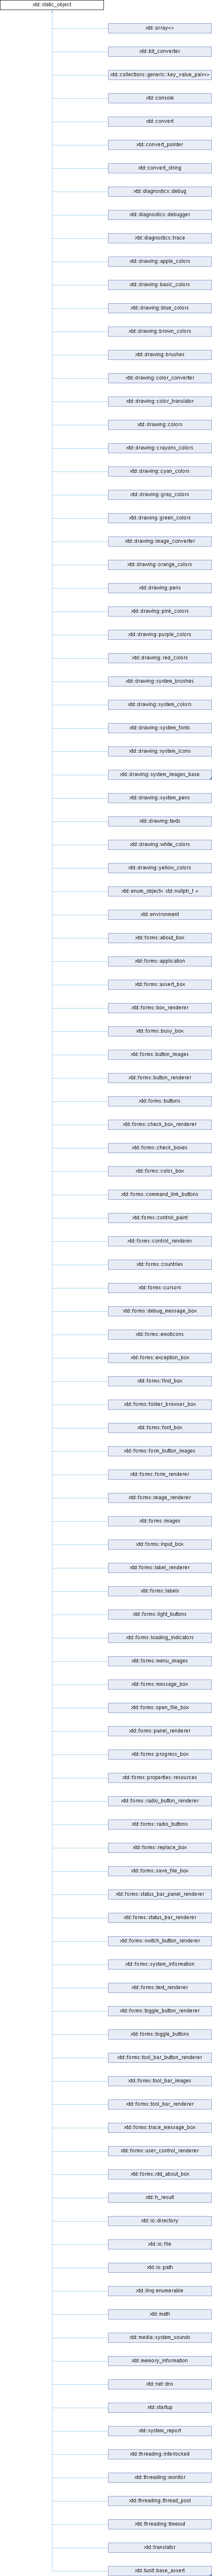 xtd::static_object
xtd::array<>
xtd::bit_converter
xtd::collections::generic::key_value_pair<>
xtd::console
xtd::convert
xtd::convert_pointer
xtd::convert_string
xtd::diagnostics::debug
xtd::diagnostics::debugger
xtd::diagnostics::trace
xtd::drawing::apple_colors
xtd::drawing::basic_colors
xtd::drawing::blue_colors
xtd::drawing::brown_colors
xtd::drawing::brushes
xtd::drawing::color_converter
xtd::drawing::color_translator
xtd::drawing::colors
xtd::drawing::crayons_colors
xtd::drawing::cyan_colors
xtd::drawing::gray_colors
xtd::drawing::green_colors
xtd::drawing::image_converter
xtd::drawing::orange_colors
xtd::drawing::pens
xtd::drawing::pink_colors
xtd::drawing::purple_colors
xtd::drawing::red_colors
xtd::drawing::system_brushes
xtd::drawing::system_colors
xtd::drawing::system_fonts
xtd::drawing::system_icons
xtd::drawing::system_images_base
xtd::drawing::system_pens
xtd::drawing::texts
xtd::drawing::white_colors
xtd::drawing::yellow_colors
xtd::enum_object< std::nullptr_t >
xtd::environment
xtd::forms::about_box
xtd::forms::application
xtd::forms::assert_box
xtd::forms::box_renderer
xtd::forms::busy_box
xtd::forms::button_images
xtd::forms::button_renderer
xtd::forms::buttons
xtd::forms::check_box_renderer
xtd::forms::check_boxes
xtd::forms::color_box
xtd::forms::command_link_buttons
xtd::forms::control_paint
xtd::forms::control_renderer
xtd::forms::countries
xtd::forms::cursors
xtd::forms::debug_message_box
xtd::forms::emoticons
xtd::forms::exception_box
xtd::forms::find_box
xtd::forms::folder_browser_box
xtd::forms::font_box
xtd::forms::form_button_images
xtd::forms::form_renderer
xtd::forms::image_renderer
xtd::forms::images
xtd::forms::input_box
xtd::forms::label_renderer
xtd::forms::labels
xtd::forms::light_buttons
xtd::forms::loading_indicators
xtd::forms::menu_images
xtd::forms::message_box
xtd::forms::open_file_box
xtd::forms::panel_renderer
xtd::forms::progress_box
xtd::forms::properties::resources
xtd::forms::radio_button_renderer
xtd::forms::radio_buttons
xtd::forms::replace_box
xtd::forms::save_file_box
xtd::forms::status_bar_panel_renderer
xtd::forms::status_bar_renderer
xtd::forms::switch_button_renderer
xtd::forms::system_information
xtd::forms::text_renderer
xtd::forms::toggle_button_renderer
xtd::forms::toggle_buttons
xtd::forms::tool_bar_button_renderer
xtd::forms::tool_bar_images
xtd::forms::tool_bar_renderer
xtd::forms::trace_message_box
xtd::forms::user_control_renderer
xtd::forms::xtd_about_box
xtd::h_result
xtd::io::directory
xtd::io::file
xtd::io::path
xtd::linq::enumerable
xtd::math
xtd::media::system_sounds
xtd::memory_information
xtd::net::dns
xtd::startup
xtd::system_report
xtd::threading::interlocked
xtd::threading::monitor
xtd::threading::thread_pool
xtd::threading::timeout
xtd::translator
xtd::tunit::base_assert